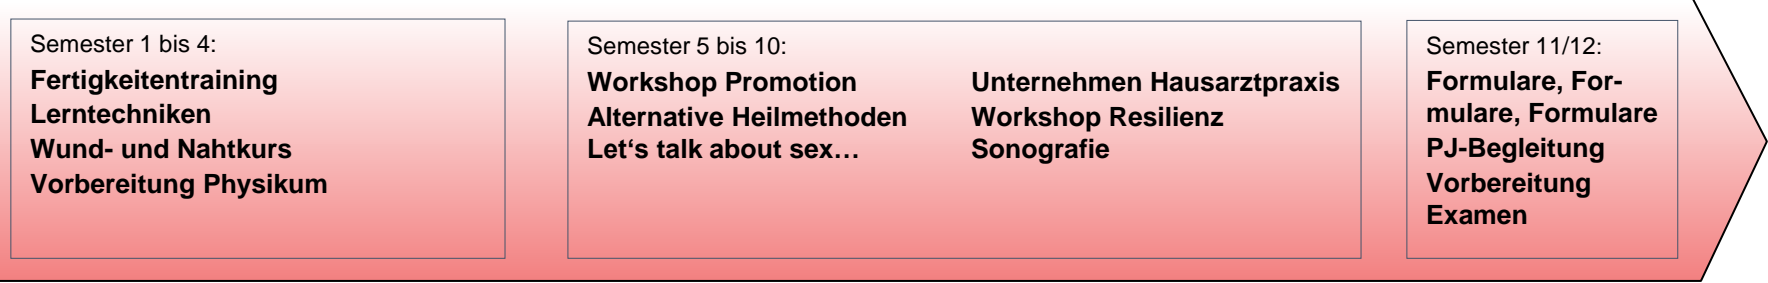 Semester 1 bis 4:
Fertigkeitentraining
Lerntechniken
Wund- und Nahtkurs
Vorbereitung Physikum
Semester 5 bis 10:
Workshop Promotion
Alternative Heilmethoden
Let‘s talk about sex…
Unternehmen Hausarztpraxis
Workshop Resilienz
Sonografie
Semester 11/12:
Formulare, For-
mulare, Formulare
PJ-Begleitung
Vorbereitung
Examen